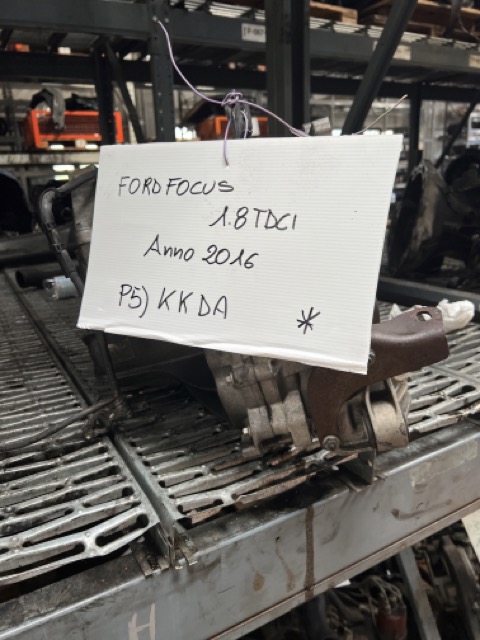 FORD FOCUS
1.8 TDCI
Anno 2016
P5) KKDA *
H